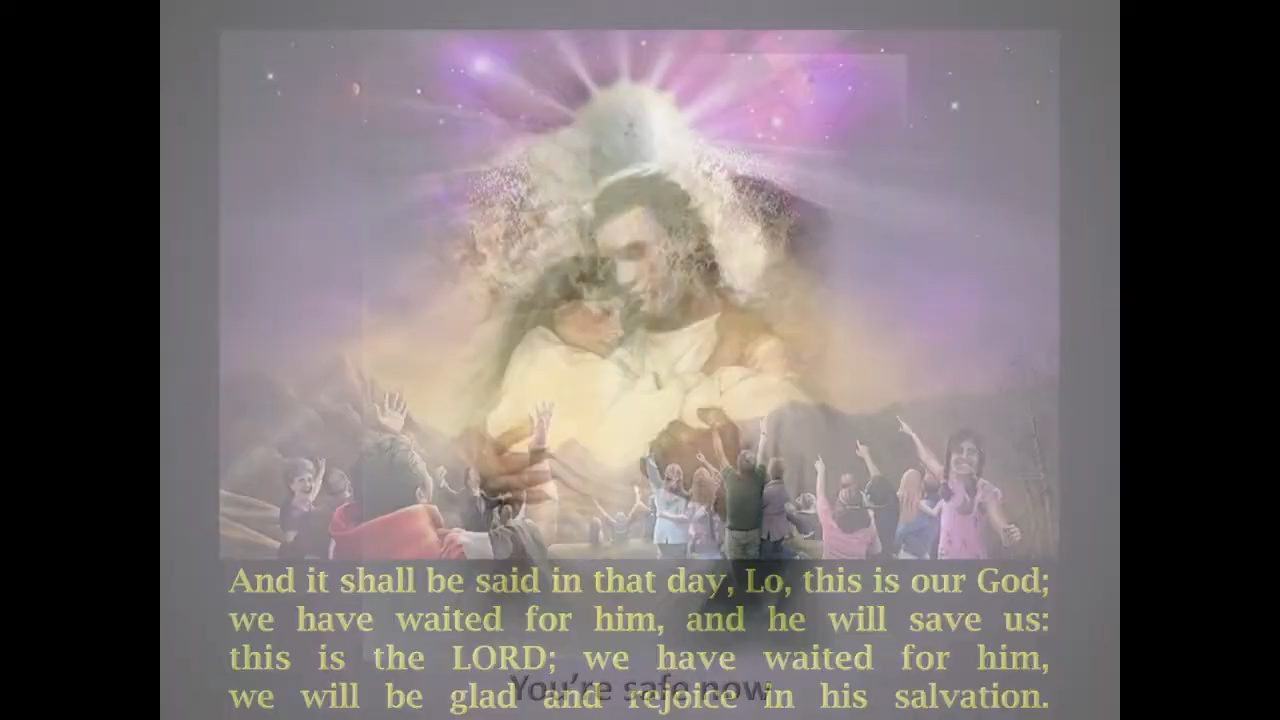 And it shall be said in that day, Lo, this is our God;
we have waited for him, and he will save us:
this is the LORD; we have waited for him,
we will be glad and rejoice in his salvation.
You're safe now